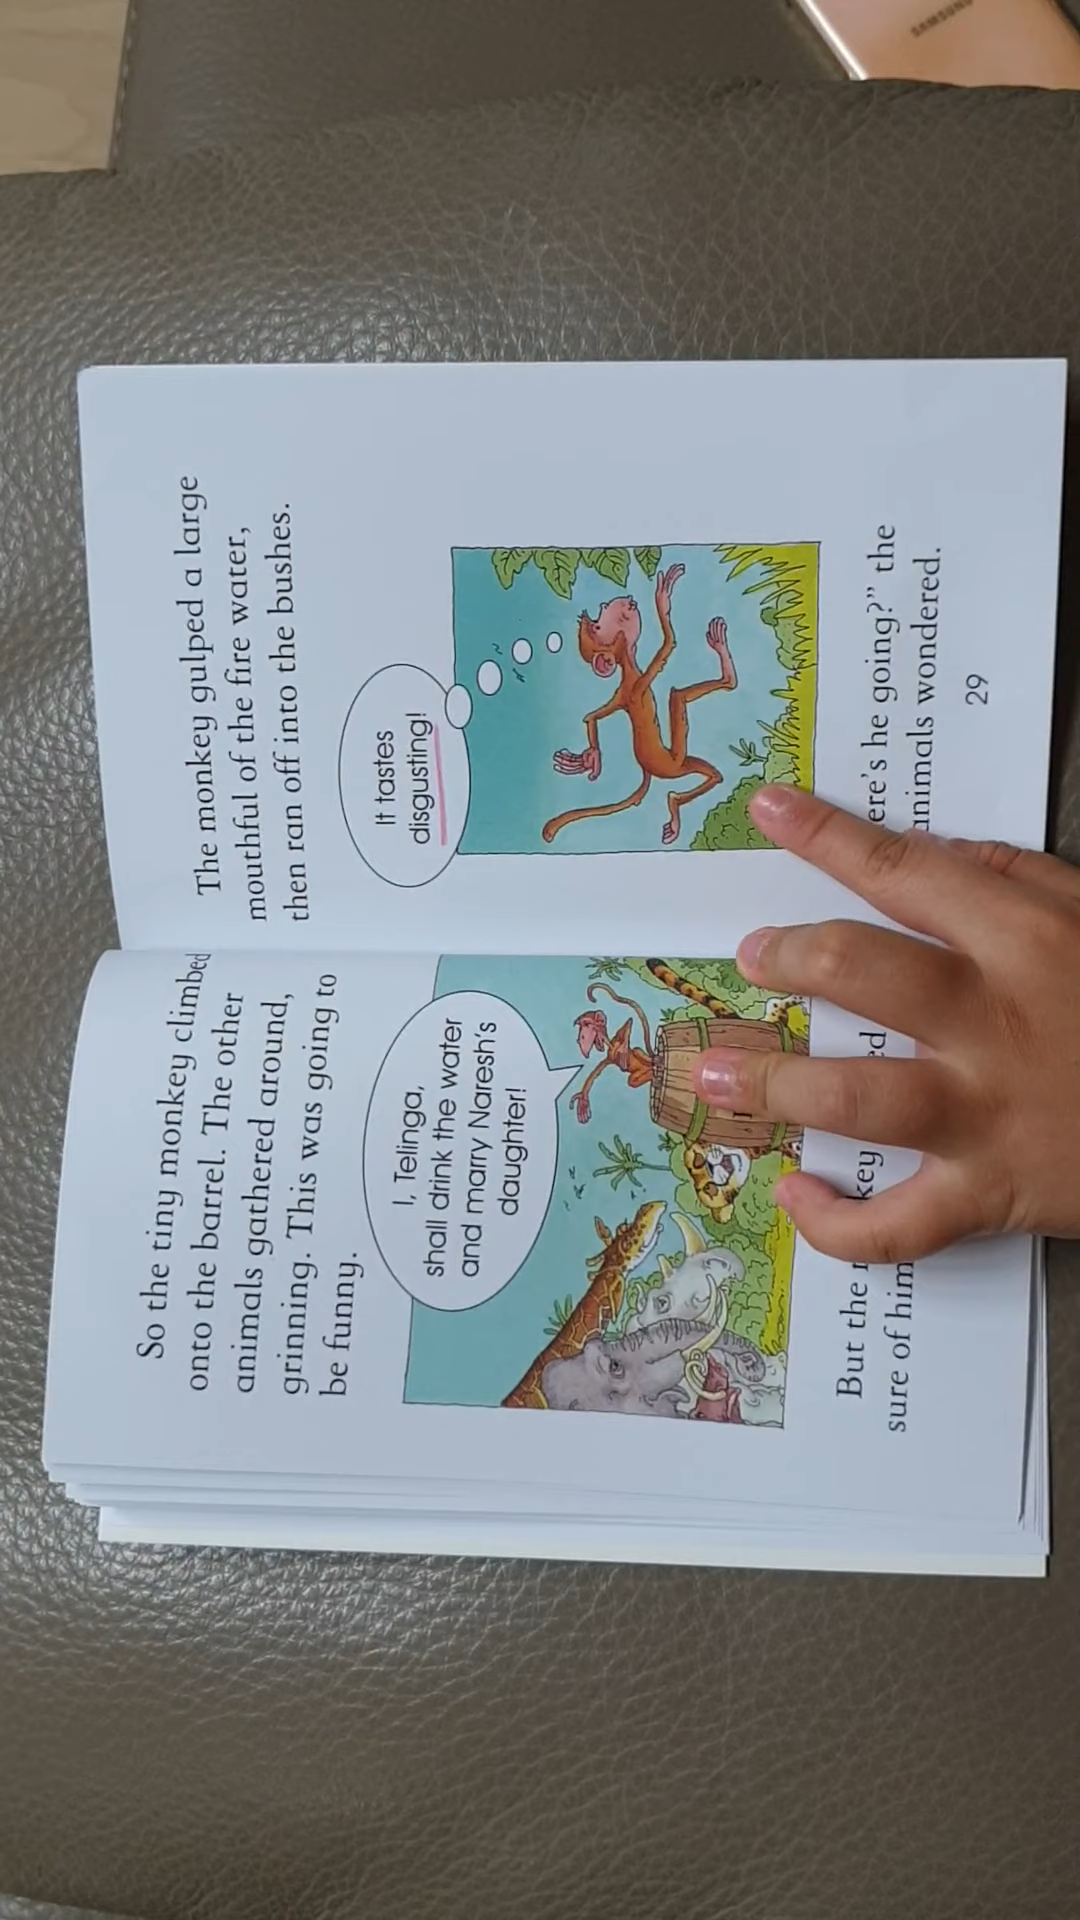 So the tiny monkey climbed
onto the barrel. The other
animals gathered around,
grinning. This was going to
be funny.
I, Telinga,
shall drink the water
and marry Naresh's
daughter!
But the
sure of him
The monkey gulped a large
mouthful of the fire water,
then ran off into the bushes.
It tastes
disgusting!
he going?" the
animals wondered.
29
SAMSUNG